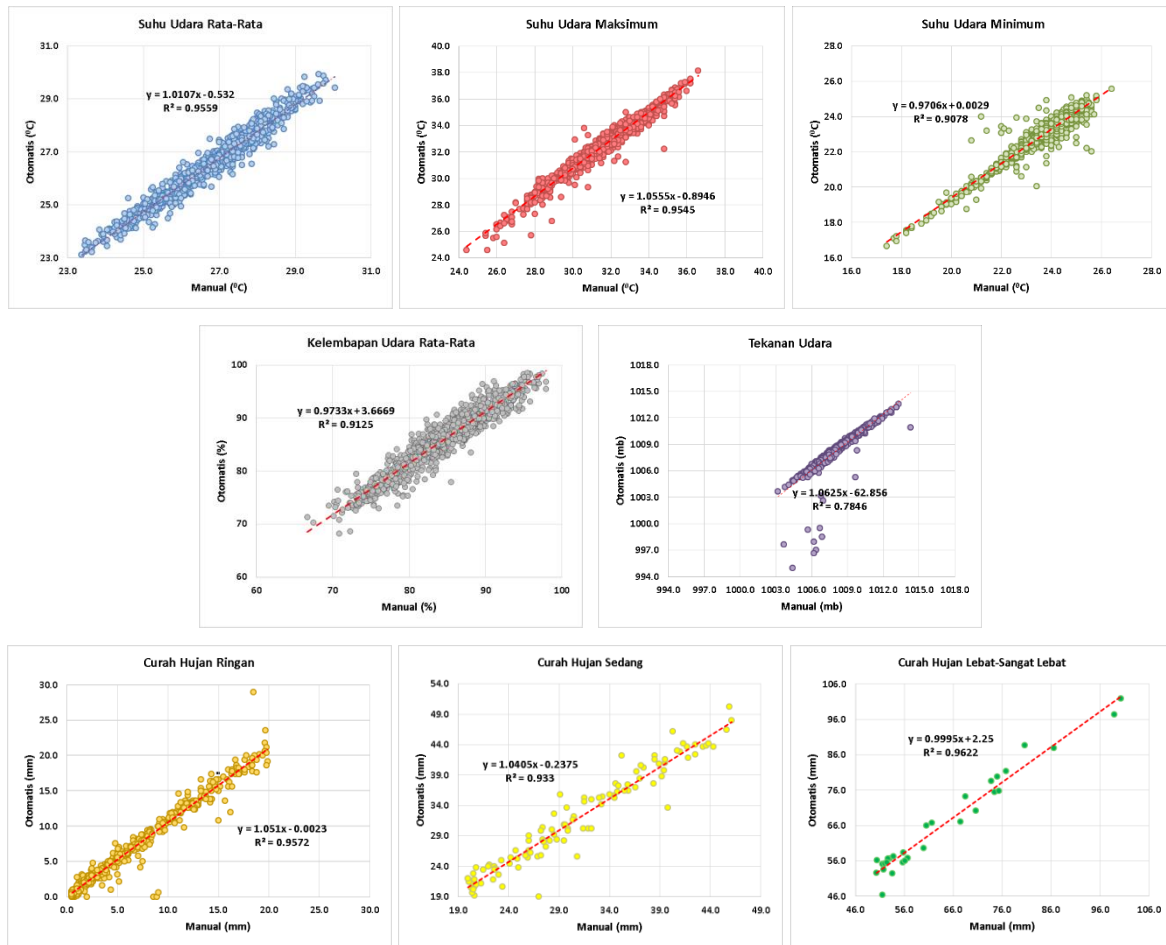 Suhu Udara Rata-Rata
31.0
29.0
27.0
25.0
23.0
23.0 25.0 27.0 29.0 31.0
Otomatis (⁰C)
Manual (⁰C)
y = 1.0107x - 0.532
R² = 0.9559
Suhu Udara Maksimum
40.0
38.0
36.0
34.0
32.0
30.0
28.0
26.0
24.0
24.0 26.0 28.0 30.0 32.0 34.0 36.0 38.0 40.0
Otomatis (⁰C)
Manual (⁰C)
y = 1.0555x - 0.8946
R² = 0.9545
Suhu Udara Minimum
28.0
26.0
24.0
22.0
20.0
18.0
16.0
16.0 18.0 20.0 22.0 24.0 26.0 28.0
Otomatis (⁰C)
Manual (⁰C)
y = 0.9706x + 0.0029
R² = 0.9078
Kelembapan Udara Rata-Rata
100
90
80
70
60
60 70 80 90 100
Otomatis (%)
Manual (%)
y = 0.9733x + 3.6669
R² = 0.9125
Tekanan Udara
1018.0
1015.0
1012.0
1009.0
1006.0
1003.0
1000.0
997.0
994.0
994.0 997.0 1000.0 1003.0 1006.0 1009.0 1012.0 1015.0 1018.0
Otomatis (mb)
Manual (mb)
y = 1.0625x - 62.856
R² = 0.7846
Curah Hujan Ringan
30.0
25.0
20.0
15.0
10.0
5.0
0.0
0.0 5.0 10.0 15.0 20.0 25.0 30.0
Otomatis (mm)
Manual (mm)
y = 1.051x - 0.0023
R² = 0.9572
Curah Hujan Sedang
54.0
49.0
44.0
39.0
34.0
29.0
24.0
19.0
19.0 24.0 29.0 34.0 39.0 44.0 49.0
Otomatis (mm)
Manual (mm)
y = 1.0405x - 0.2375
R² = 0.933
Curah Hujan Lebat-Sangat Lebat
106.0
96.0
86.0
76.0
66.0
56.0
46.0
46.0 56.0 66.0 76.0 86.0 96.0 106.0
Otomatis (mm)
Manual (mm)
y = 0.9995x + 2.25
R² = 0.9622